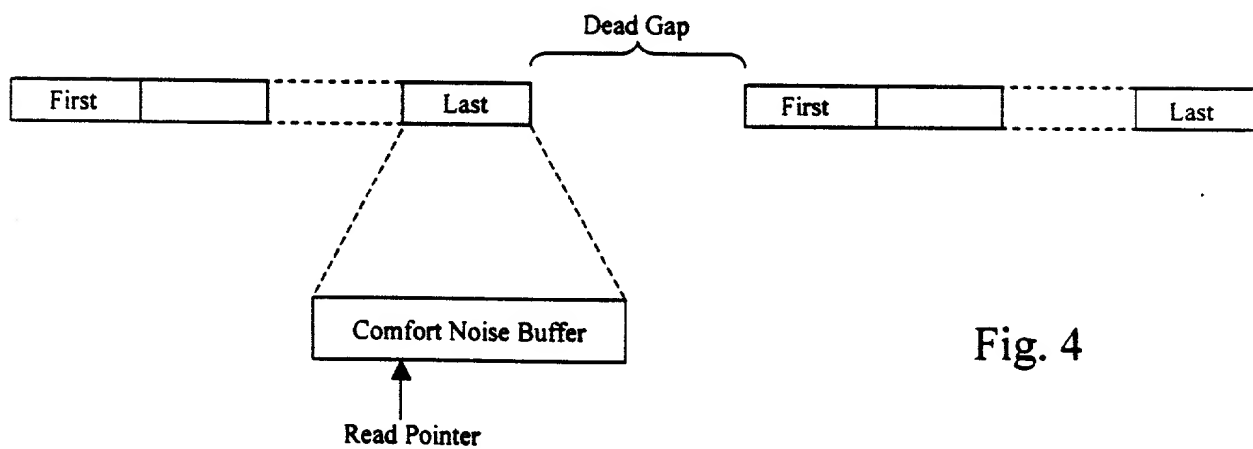 Dead Gap
First
Last
First
Last
Comfort Noise Buffer
Fig. 4
Read Pointer